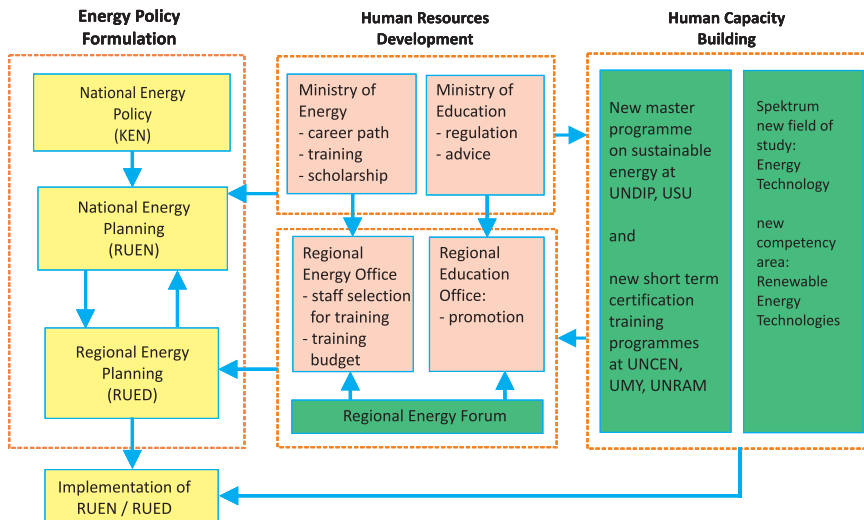 Energy Policy
Formulation
Human Resources
Development
Human Capacity
Building
National Energy
Policy
(KEN)
National Energy
Planning
(RUEN)
Regional Energy
Planning
(RUED)
Implementation of
RUEN / RUED
Ministry of
Energy
- career path
- training
- scholarship
Ministry of
Education
- regulation
- advice
Regional
Energy Office
- staff selection
for training
- training
budget
Regional
Education
Office:
- promotion
Regional Energy Forum
New master
programme
on sustainable
energy at
UNDIP, USU
and
new short term
certification
training
programmes
at UNCEN,
UMY, UNRAM
Spektrum
new field of
study:
Energy
Technology
new
competency
area:
Renewable
Energy
Technologies